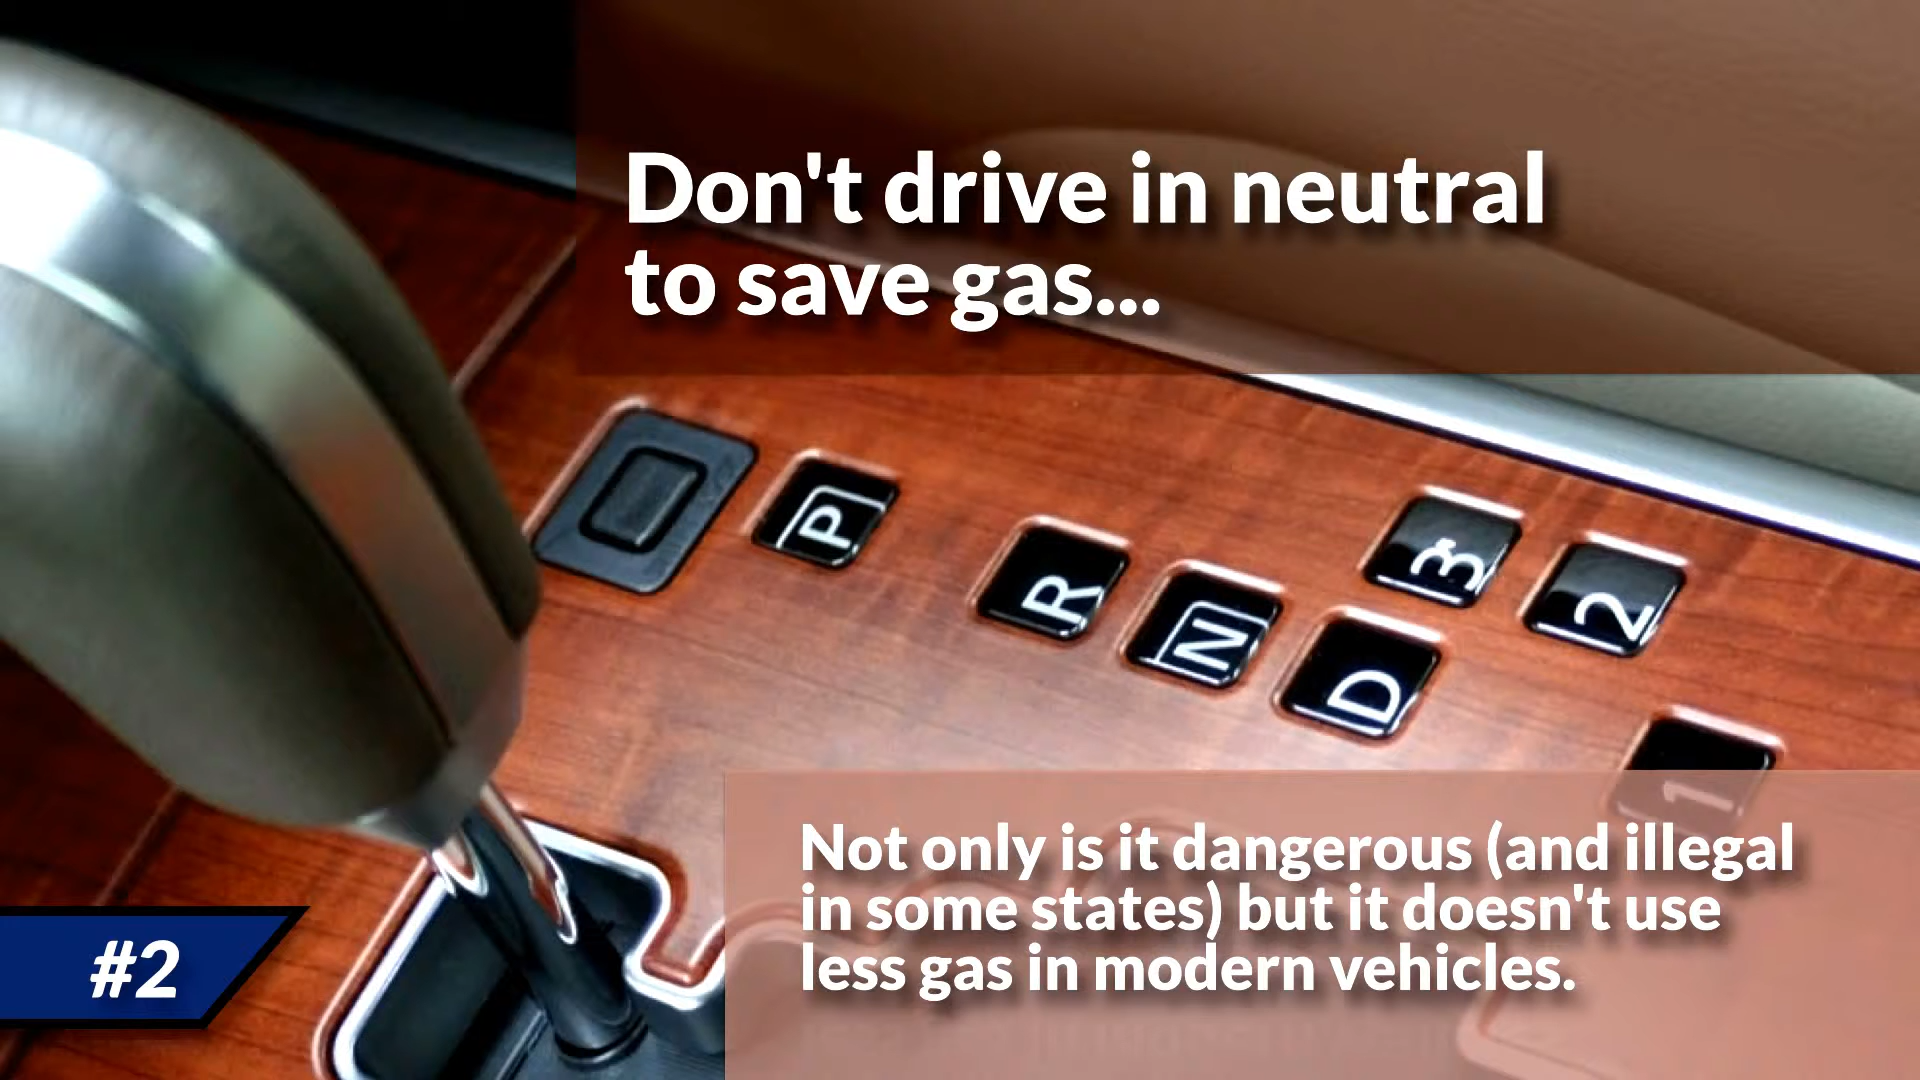 Don't drive in neutral
to save gas...
P
R
N
D
3
2
1
Not only is it dangerous (and illegal
in some states) but it doesn't use
less gas in modern vehicles.
#2